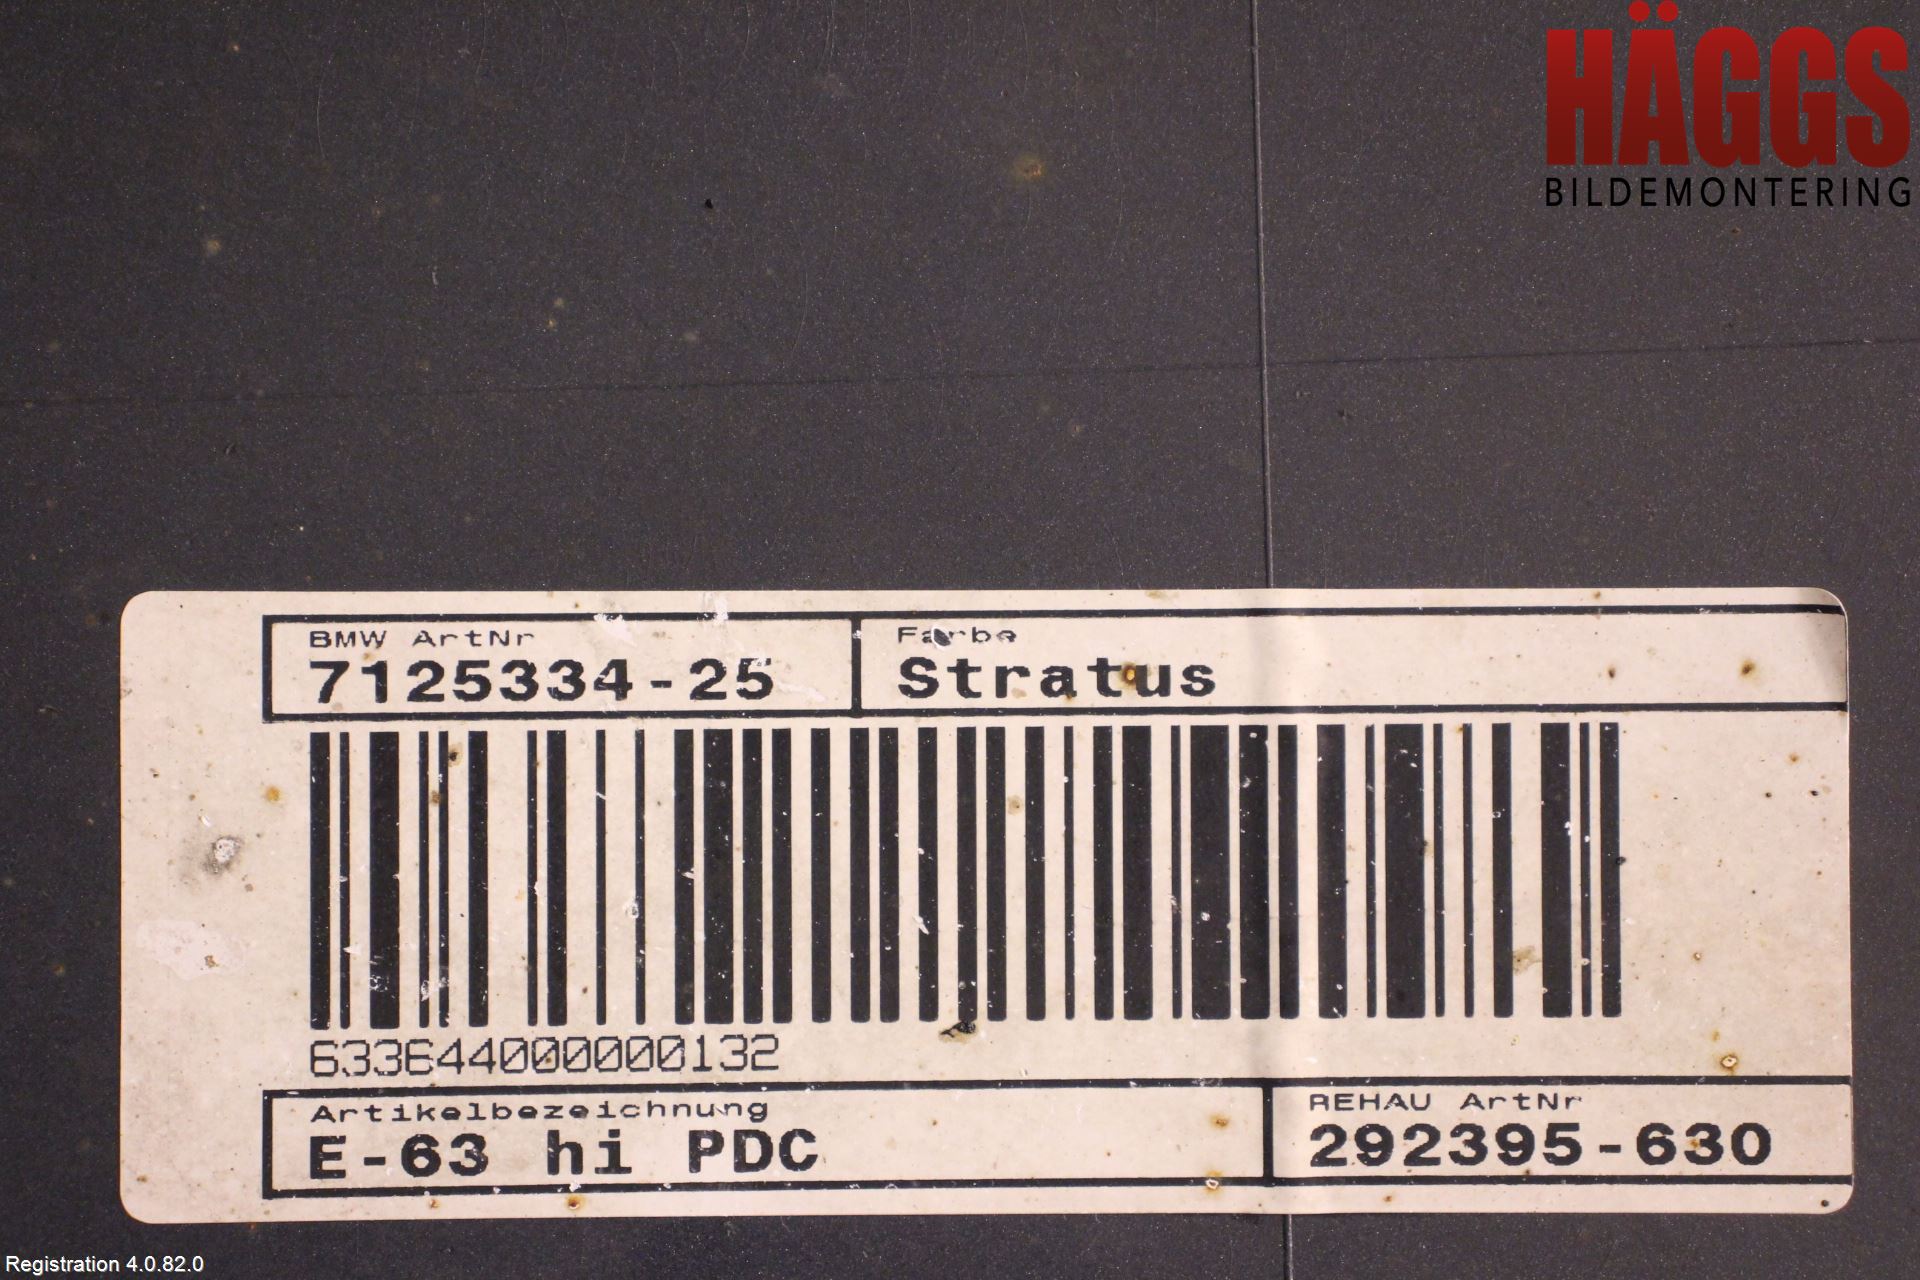 HÄGGS
BILDEMONTERING
BMW ArtNr
7125334-25
Farbe
Stratus
633644000000132
Artikelbezeichnung
E-63 hi PDC
REHAU ArtNr
292395-630
Registration 4.0.82.0